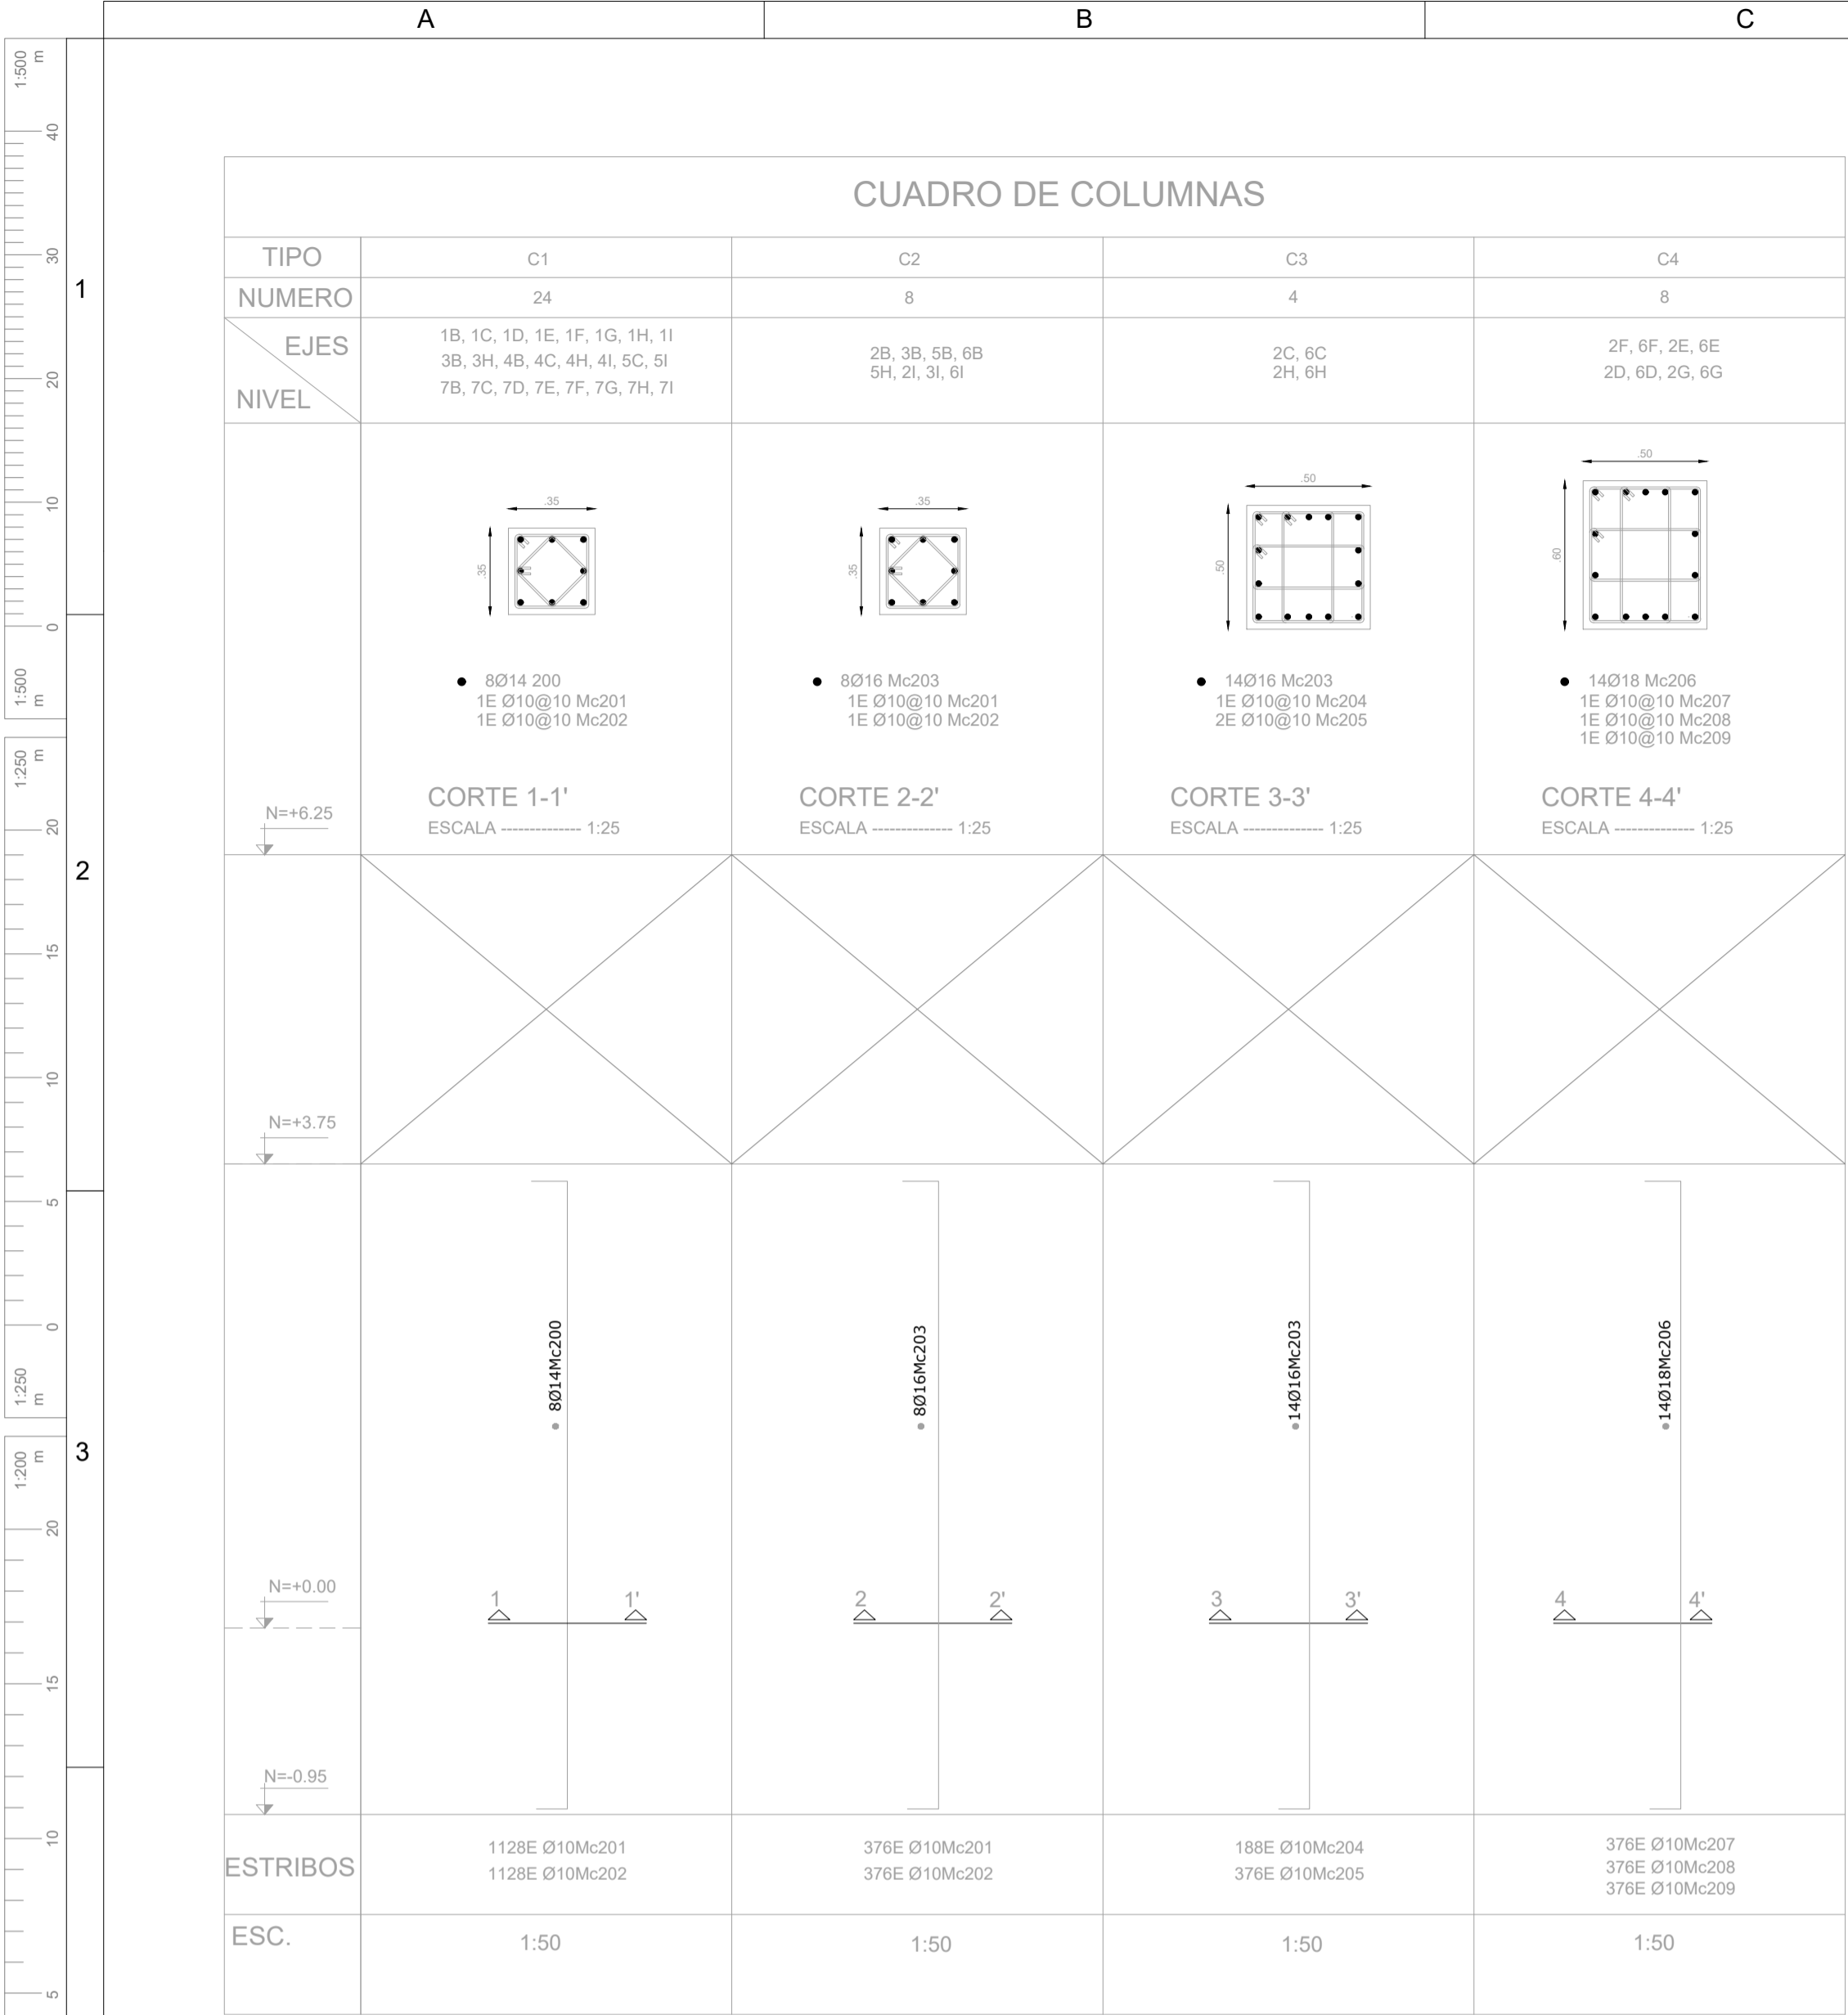 A
B
C
1:500
m
40
30
20
10
0
1:500
m
1:250
m
20
15
10
5
0
1:250
m
1:200
m
20
15
10
5
1
2
3
CUADRO DE COLUMNAS
TIPO
C1
C2
C3
C4
NUMERO
24
8
4
8
EJES
NIVEL
1B, 1C, 1D, 1E, 1F, 1G, 1H, 1I
3B, 3H, 4B, 4C, 4H, 4I, 5C, 5I
7B, 7C, 7D, 7E, 7F, 7G, 7H, 7I
2B, 3B, 5B, 6B
5H, 2I, 3I, 6I
2C, 6C
2H, 6H
2F, 6F, 2E, 6E
2D, 6D, 2G, 6G
.35
.35
8Ø14 200
1E Ø10@10 Mc201
1E Ø10@10 Mc202
CORTE 1-1'
ESCALA -------------- 1:25
.35
.35
8Ø16 Mc203
1E Ø10@10 Mc201
1E Ø10@10 Mc202
CORTE 2-2'
ESCALA -------------- 1:25
.50
.50
14Ø16 Mc203
1E Ø10@10 Mc204
2E Ø10@10 Mc205
CORTE 3-3'
ESCALA -------------- 1:25
.50
.60
14Ø18 Mc206
1E Ø10@10 Mc207
1E Ø10@10 Mc208
1E Ø10@10 Mc209
CORTE 4-4'
ESCALA -------------- 1:25
N=+6.25
N=+3.75
N=+0.00
N=-0.95
8Ø14Mc200
1 1'
8Ø16Mc203
2 2'
14Ø16Mc203
3 3'
14Ø18Mc206
4 4'
ESTRIBOS
1128E Ø10Mc201
1128E Ø10Mc202
376E Ø10Mc201
376E Ø10Mc202
188E Ø10Mc204
376E Ø10Mc205
376E Ø10Mc207
376E Ø10Mc208
376E Ø10Mc209
ESC.
1:50
1:50
1:50
1:50